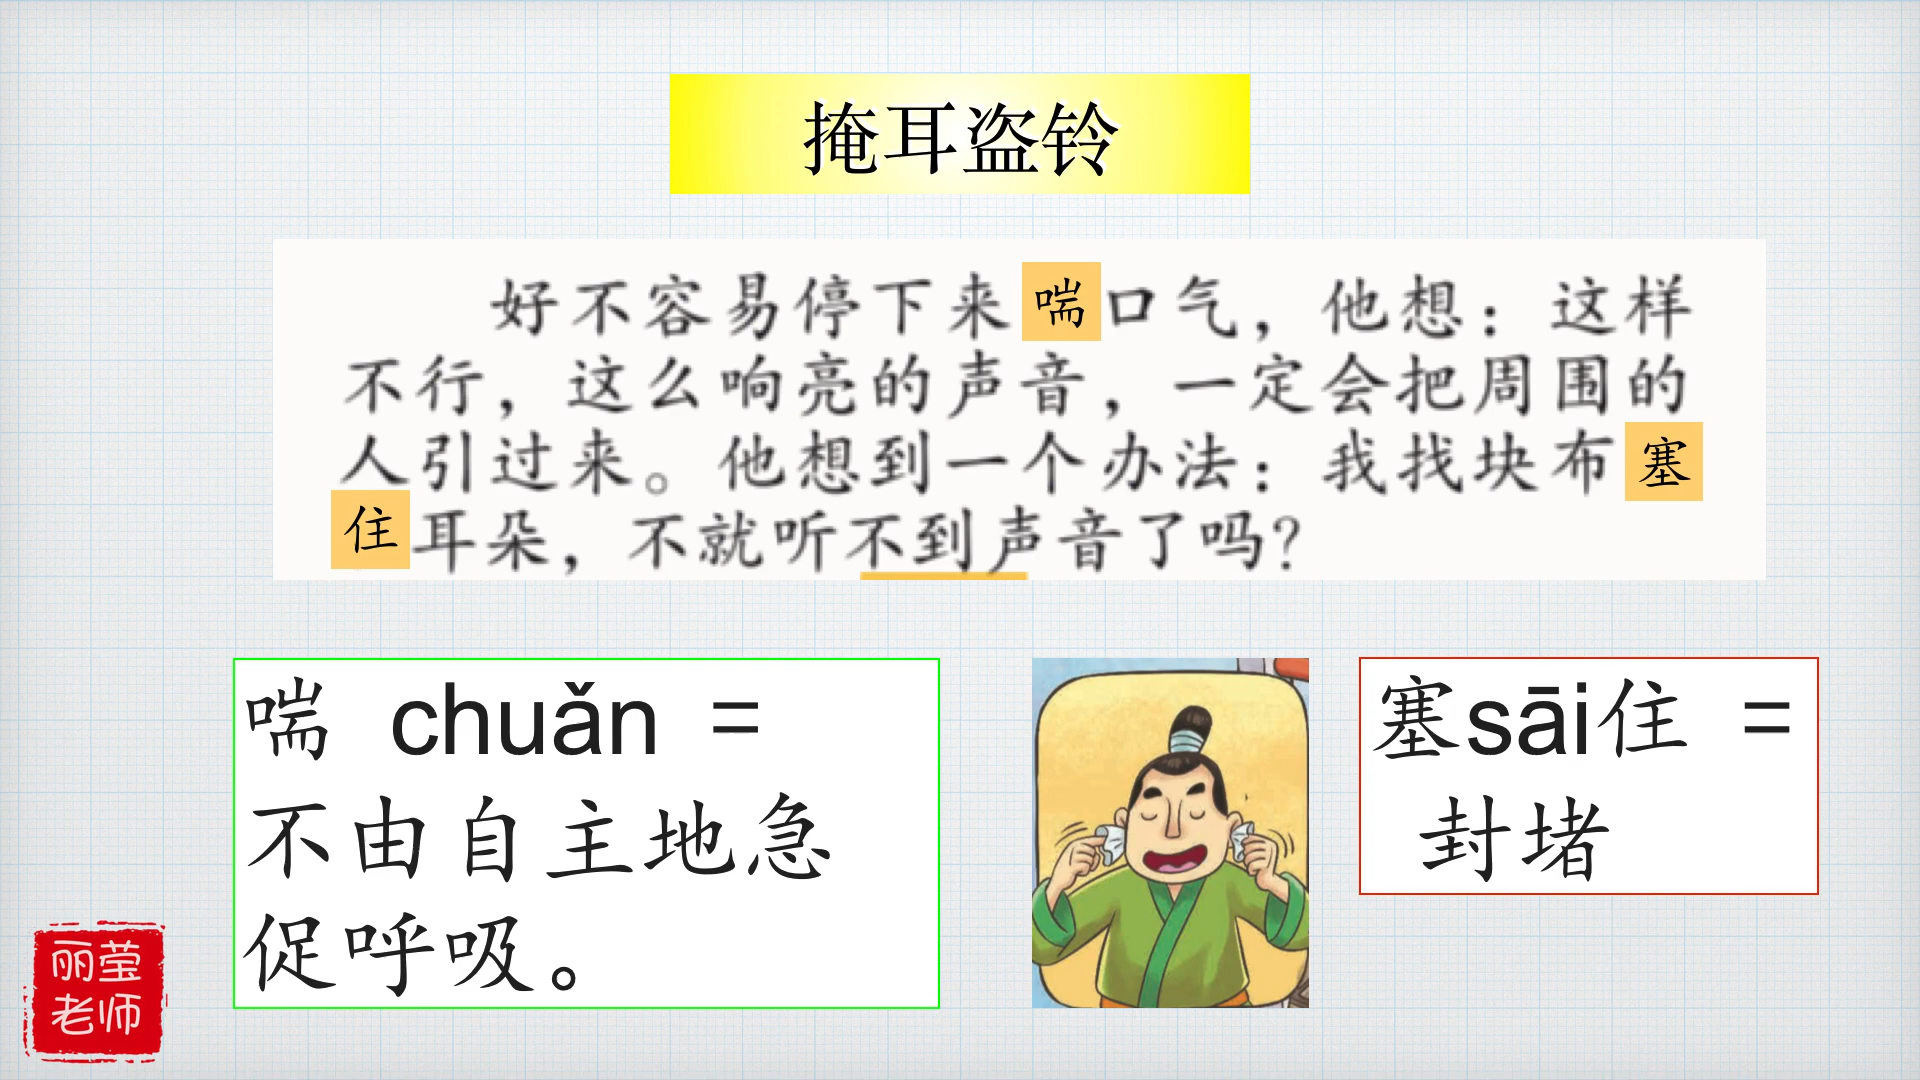 掩耳盗铃
好不容易停下来喘口气，他想：这样
不行，这么响亮的声音，一定会把周围的
人引过来。他想到一个办法：我找块布塞
住耳朵，不就听不到声音了吗？
喘 chuǎn =
不由自主地急
促呼吸。
塞sāi住 =
封堵
丽莹
老师